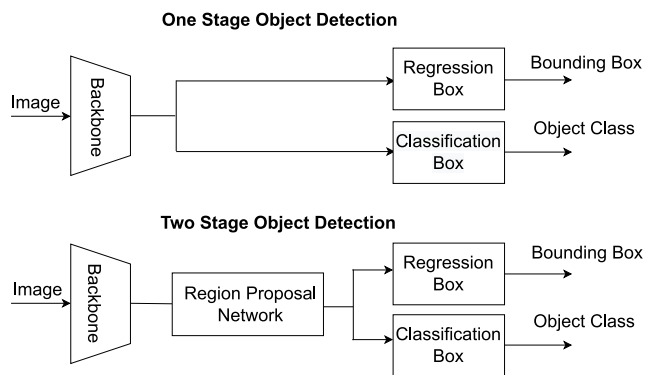 One Stage Object Detection
Image
Backbone
Regression
Box
Bounding Box
Classification
Box
Object Class
Two Stage Object Detection
Image
Backbone
Region Proposal
Network
Regression
Box
Bounding Box
Classification
Box
Object Class